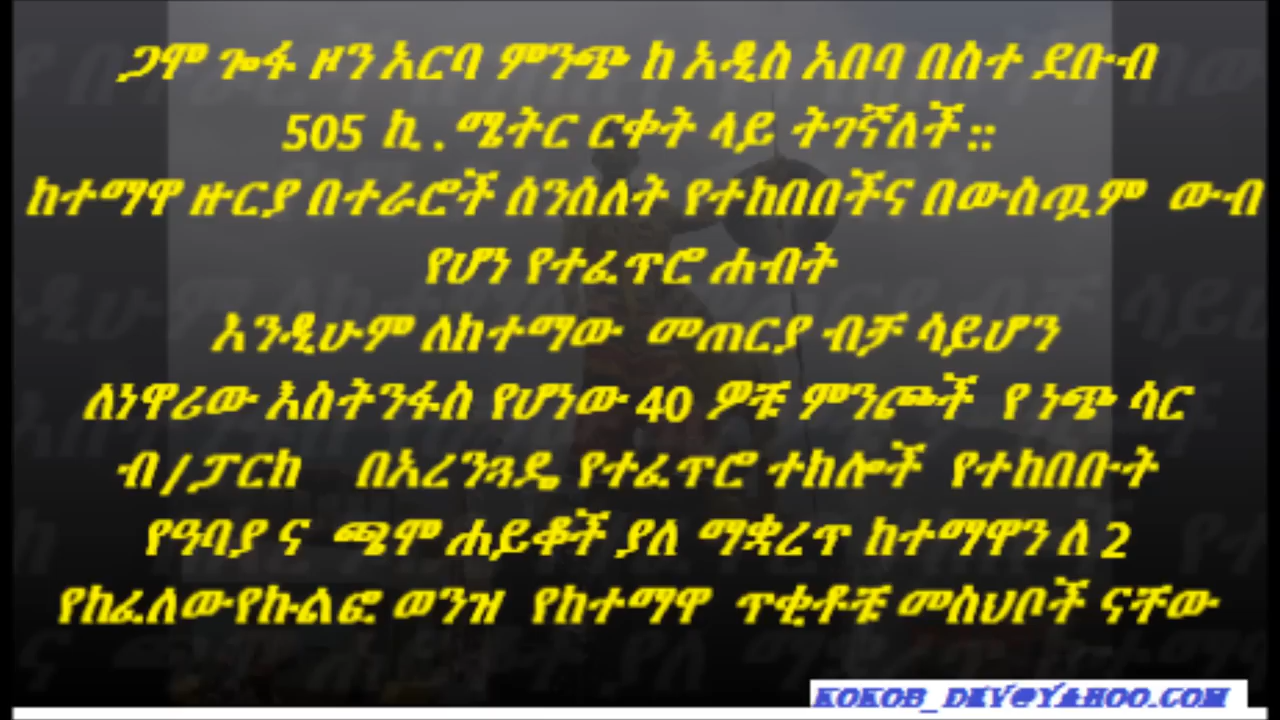 ጋሞ ጐፋ ዞን አርባ ምንጭ ከ አዲስ አበባ በስተ ደቡብ
505 ኪ . ሜትር ርቀት ላይ ትገኛለች ::
ከተማዋ ዙርያ በተራሮች ሰንሰለት የተከበበችና በውስጧም ውብ
የሆነ የተፈጥሮ ሐብት
እንዲሁም ለከተማው መጠርያ ብቻ ሳይሆን
ለነዋሪው እስትንፋስ የሆነው 40 ዎቹ ምንጮች የ ነጭ ሳር
ብ/ፓርክ በአረንጓዴ የተፈጥሮ ተክሎች የተከበቡት
የዓባያ ና ጫሞ ሐይቆች ያለ ማቋረጥ ከተማዋን ለ 2
የከፈለውየኩልፎ ወንዝ የከተማዋ ጥቂቶቹ መስህቦች ናቸው
KOKOB_DEV@YAHOO.COM